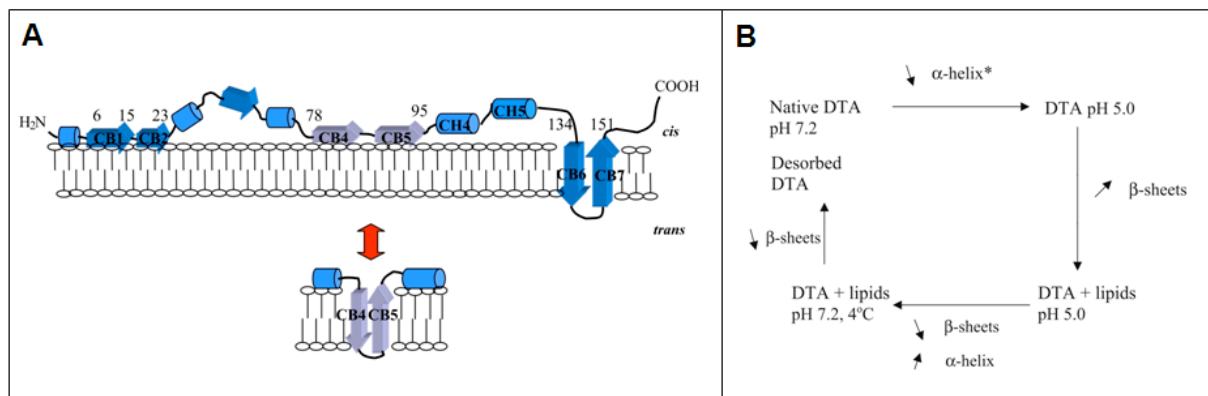 A
H₂N
6
15
23
CB1
CB2
78
95
CB4
CB5
CH4
CH5
134
151
COOH
cis
CB6
CB7
trans
CB4
CB5
B
α-helix*
Native DTA
pH 7.2
DTA pH 5.0
Desorbed
DTA
β-sheets
β-sheets
DTA + lipids
pH 7.2, 4°C
DTA + lipids
pH 5.0
β-sheets
α-helix